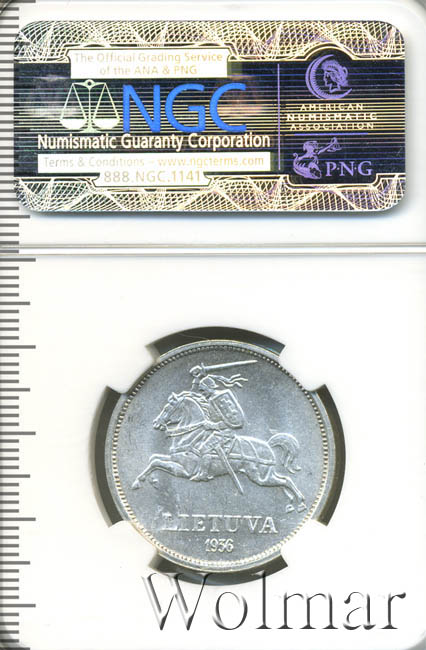 The Official Grading Service
of the ANA & PNG
NGC
Numismatic Guaranty Corporation
Terms & Conditions – www.ngcterms.com
888.NGC.1141
AMERICAN
NUMISMATIC
ASSOCIATION
PNG
LIETUVA
1936
Wolmar